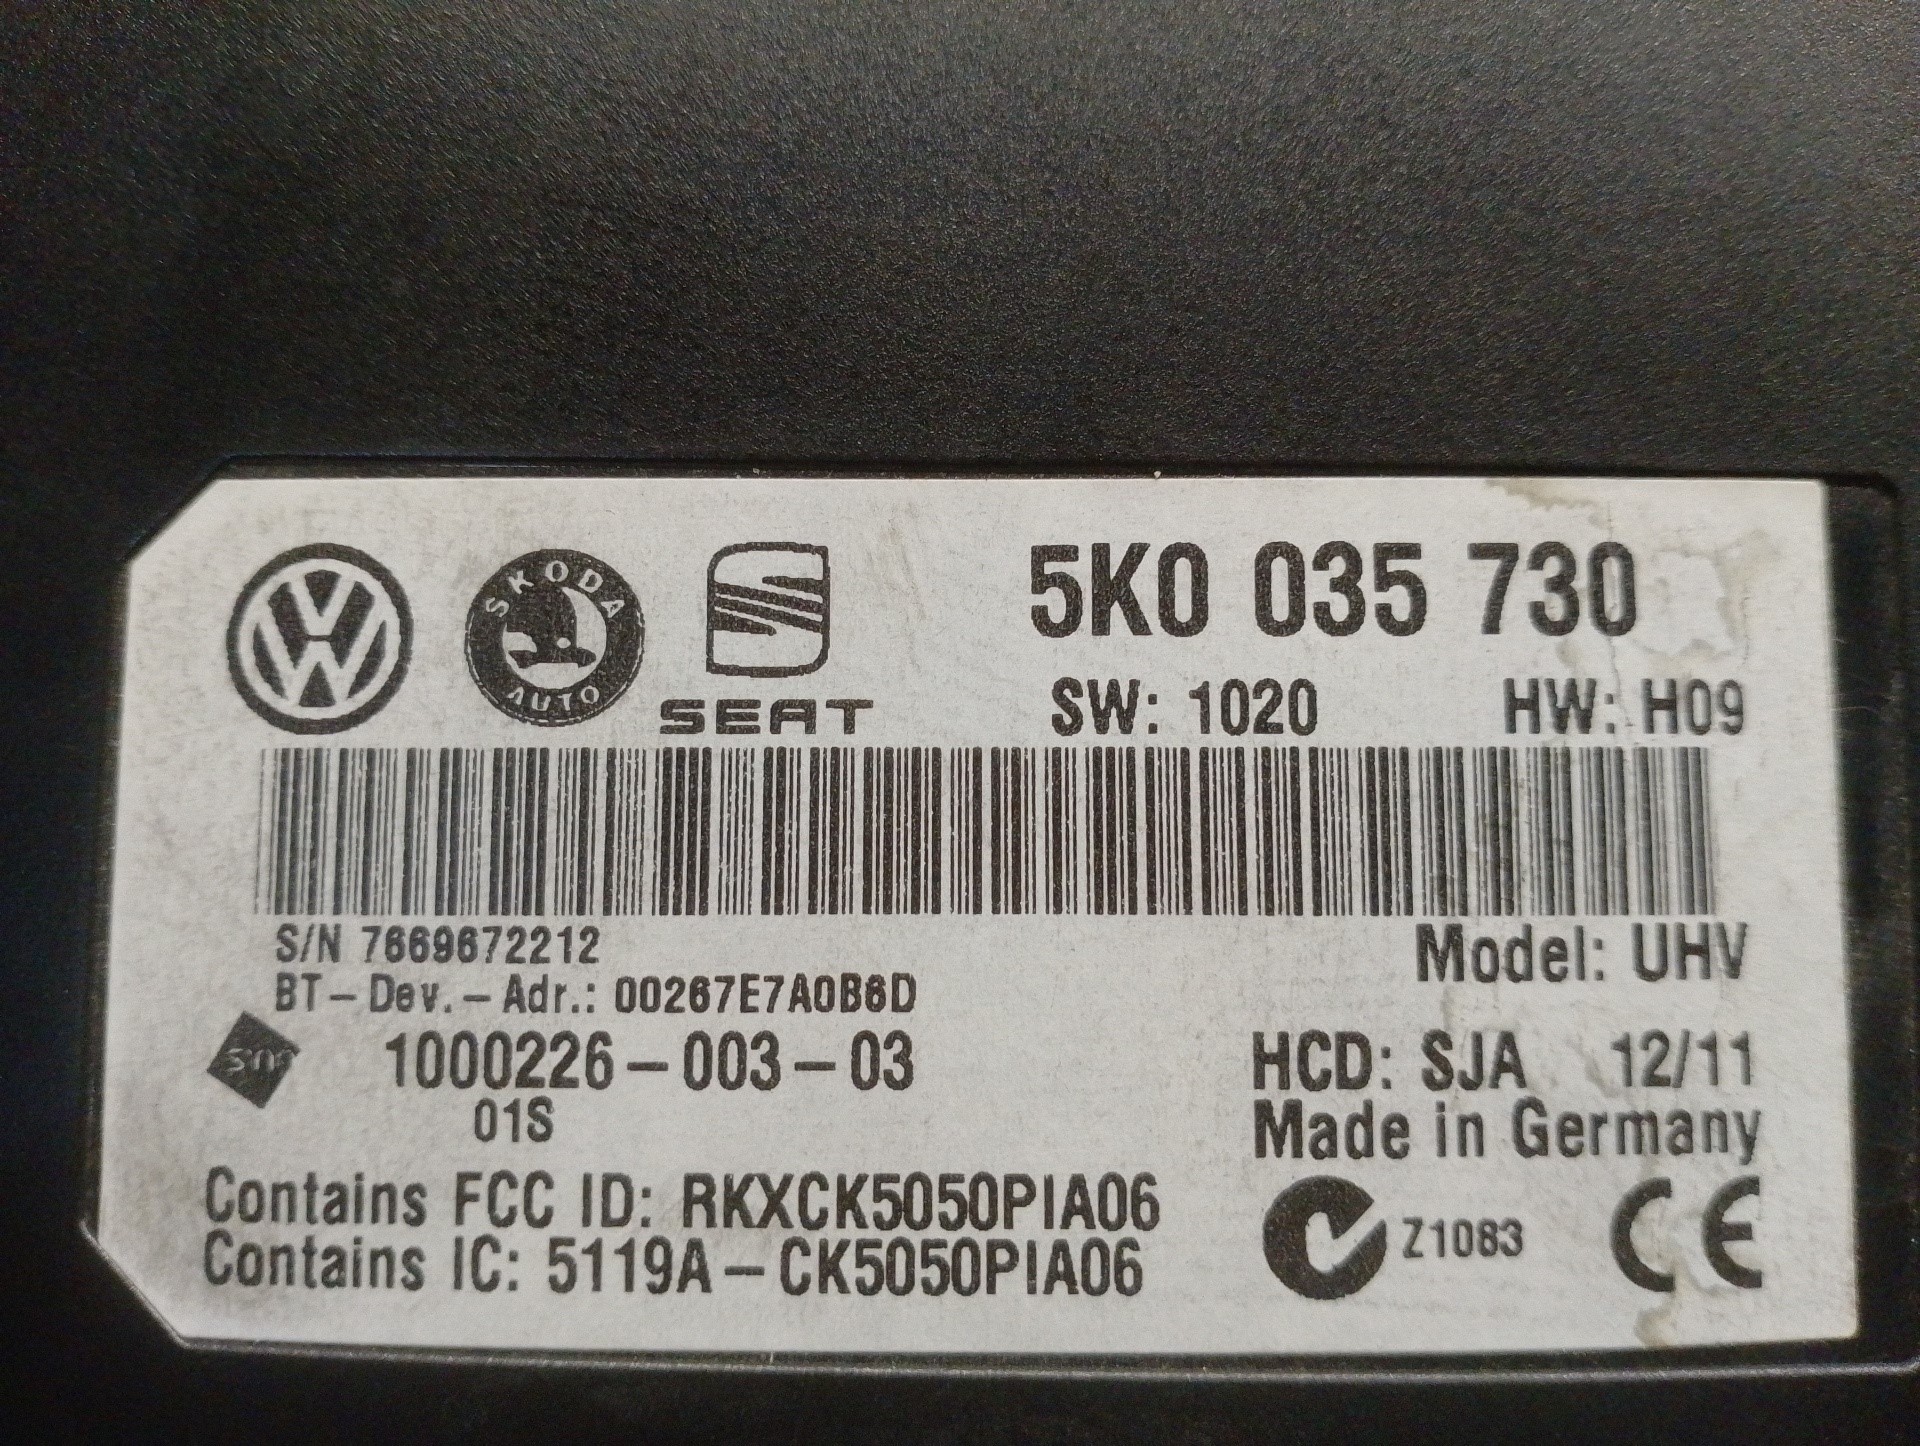 SKODA
AUTO
SEAT
5K0 035 730
SW: 1020 HW: H09
S/N 7669672212
BT-Dev.-Adr.: 00267E7A0B6D
Model: UHV
1000226-003-03
01S
HCD: SJA 12/11
Made in Germany
Contains FCC ID: RKXCK5050PIA06
Contains IC: 5119A-CK5050PIA06
Z1083
CE